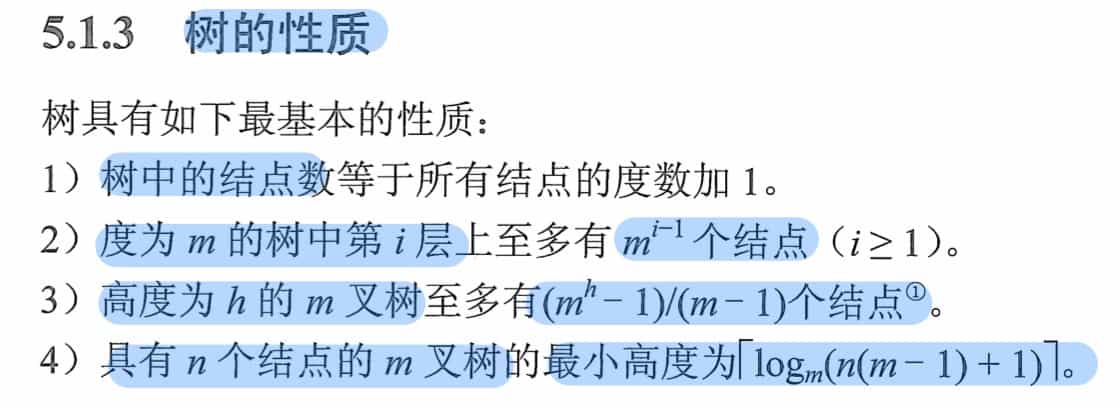 5.1.3 树的性质
树具有如下最基本的性质：
1）树中的结点数等于所有结点的度数加 1。
2）度为 m 的树中第 i 层上至多有 mⁱ⁻¹ 个结点（i ≥ 1）。
3）高度为 h 的 m 叉树至多有(mʰ − 1)/(m − 1)个结点①。
4）具有 n 个结点的 m 叉树的最小高度为⌈logₘ(n(m − 1) + 1)⌉。